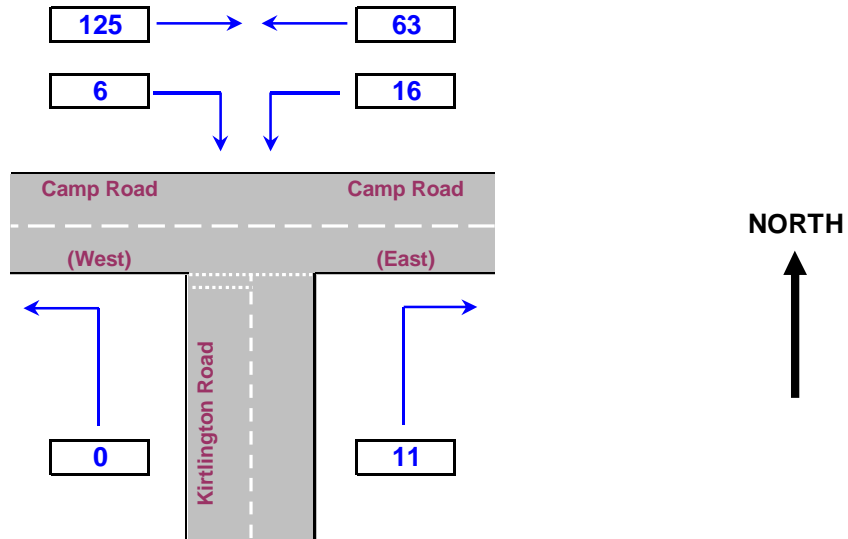 125 63
6 16
Camp Road Camp Road
NORTH
(West) (East)
Kirtlington Road
0 11